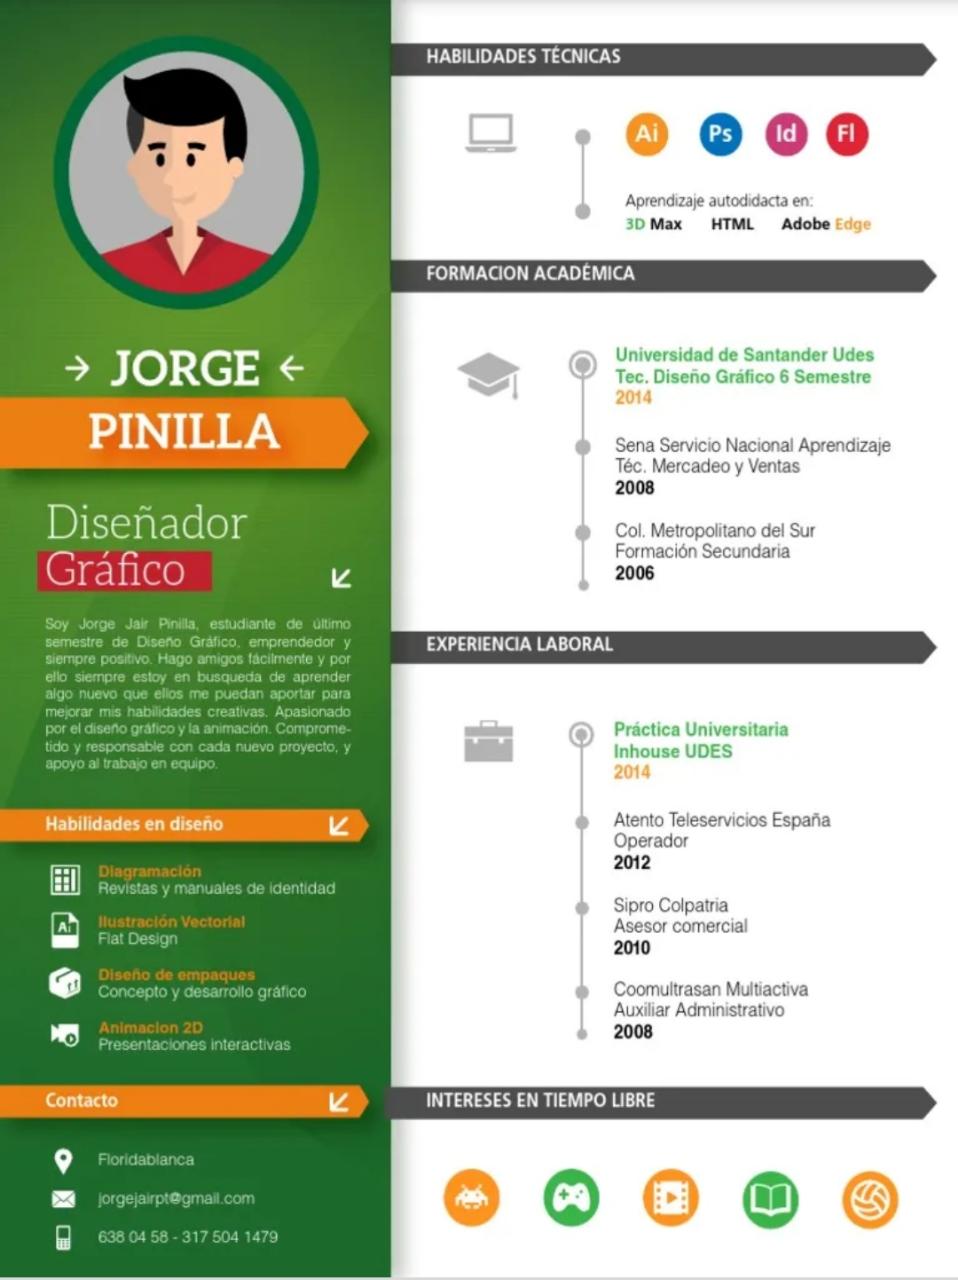 JORGE
PINILLA
Diseñador
Gráfico
Soy Jorge Jair Pinilla, estudiante de último
semestre de Diseño Gráfico, emprendedor y
siempre positivo. Hago amigos fácilmente y por
ello siempre estoy en busqueda de aprender
algo nuevo que ellos me puedan aportar para
mejorar mis habilidades creativas. Apasionado
por el diseño gráfico y la animación. Comprome-
tido y responsable con cada nuevo proyecto, y
apoyo al trabajo en equipo.
Habilidades en diseño
Diagramación
Revistas y manuales de identidad
Ai
Ilustración Vectorial
Flat Design
Diseño de empaques
Concepto y desarrollo gráfico
Animacion 2D
Presentaciones interactivas
Contacto
Floridablanca
jorgejairpt@gmail.com
638 04 58 - 317 504 1479
HABILIDADES TÉCNICAS
Ai Ps Id Fl
Aprendizaje autodidacta en:
3D Max HTML Adobe Edge
FORMACION ACADÉMICA
Universidad de Santander Udes
Tec. Diseño Gráfico 6 Semestre
2014
Sena Servicio Nacional Aprendizaje
Téc. Mercadeo y Ventas
2008
Col. Metropolitano del Sur
Formación Secundaria
2006
EXPERIENCIA LABORAL
Práctica Universitaria
Inhouse UDES
2014
Atento Teleservicios España
Operador
2012
Sipro Colpatria
Asesor comercial
2010
Coomultrasan Multiactiva
Auxiliar Administrativo
2008
INTERESES EN TIEMPO LIBRE